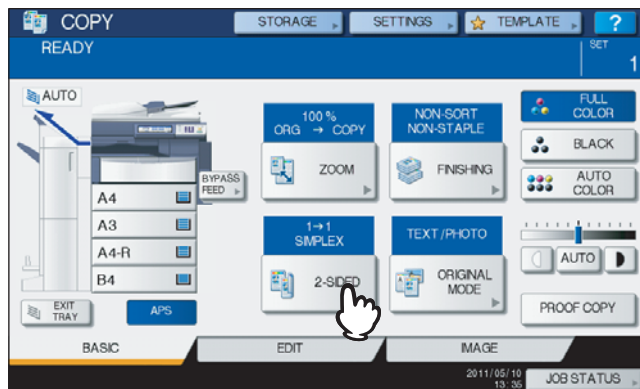 COPY
STORAGE
SETTINGS
TEMPLATE
?
READY
SET
1
AUTO
BYPASS
FEED
A4
A3
A4-R
B4
EXIT
TRAY
APS
100 %
ORG → COPY
ZOOM
NON-SORT
NON-STAPLE
FINISHING
1→1
SIMPLEX
2-SIDED
TEXT/PHOTO
ORIGINAL
MODE
FULL
COLOR
BLACK
AUTO
COLOR
AUTO
PROOF COPY
BASIC
EDIT
IMAGE
2011/05/10
13:35
JOB STATUS